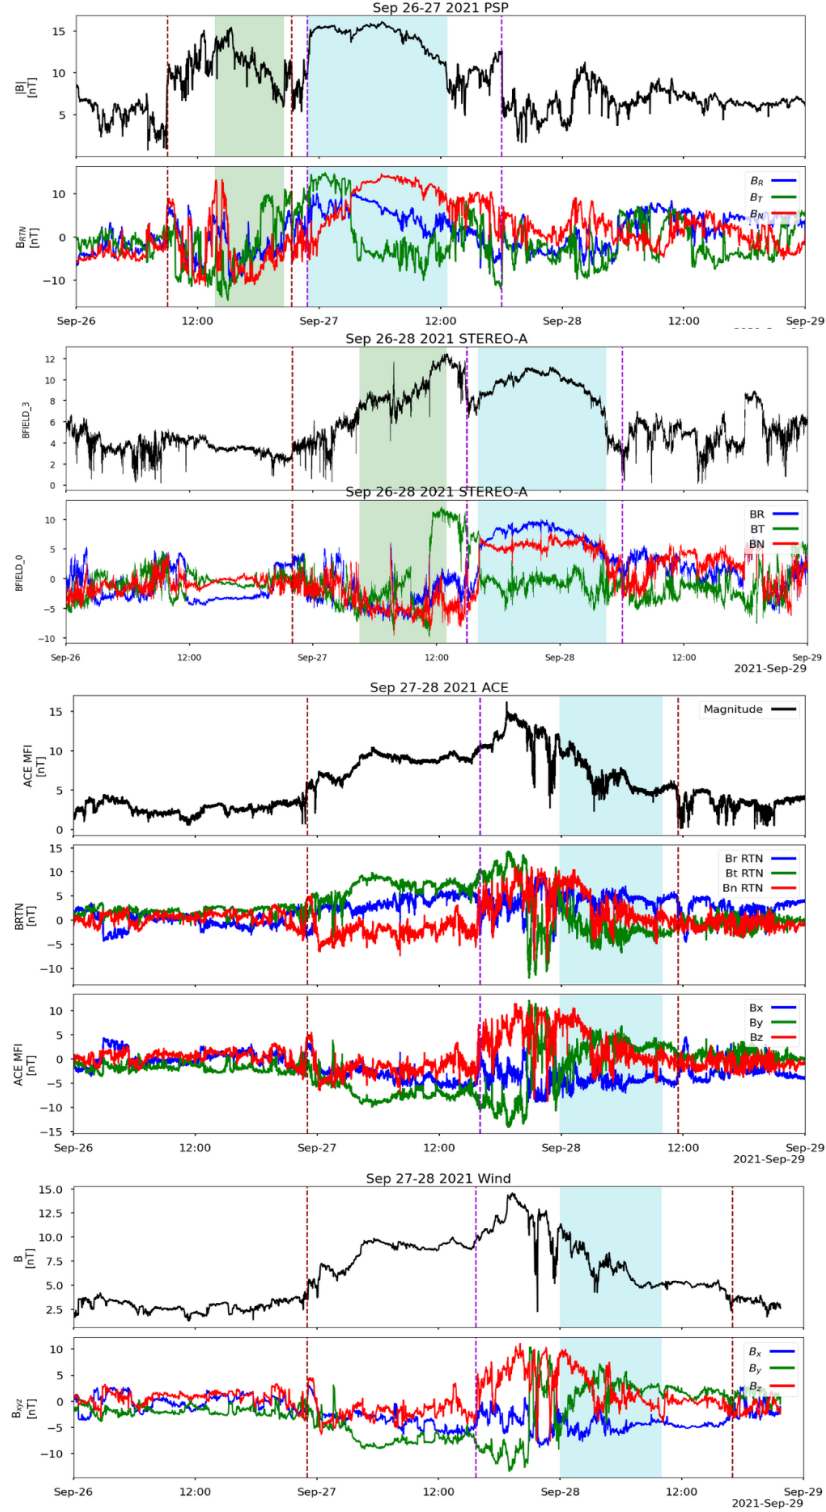 Sep 26-27 2021 PSP
|B|
[nT]
15
10
5
B_RTN
[nT]
10
0
−10
B_R
B_T
B_N
Sep-26
12:00
Sep-27
12:00
Sep-28
12:00
Sep-29
Sep 26-28 2021 STEREO-A
BFIELD_3
12
10
8
6
4
2
0
Sep 26-28 2021 STEREO-A
BFIELD_0
10
5
0
−5
−10
BR
BT
BN
Sep-26
12:00
Sep-27
12:00
Sep-28
12:00
Sep-29
2021-Sep-29
Sep 27-28 2021 ACE
ACE MFI
[nT]
15
10
5
0
Magnitude
BRTN
[nT]
15
10
5
0
−5
−10
Br RTN
Bt RTN
Bn RTN
ACE MFI
[nT]
10
5
0
−5
−10
−15
Bx
By
Bz
Sep-26
12:00
Sep-27
12:00
Sep-28
12:00
Sep-29
2021-Sep-29
Sep 27-28 2021 Wind
B
[nT]
15.0
12.5
10.0
7.5
5.0
2.5
B_xyz
[nT]
10
5
0
−5
−10
B_x
B_y
B_z
Sep-26
12:00
Sep-27
12:00
Sep-28
12:00
Sep-29
2021-Sep-29